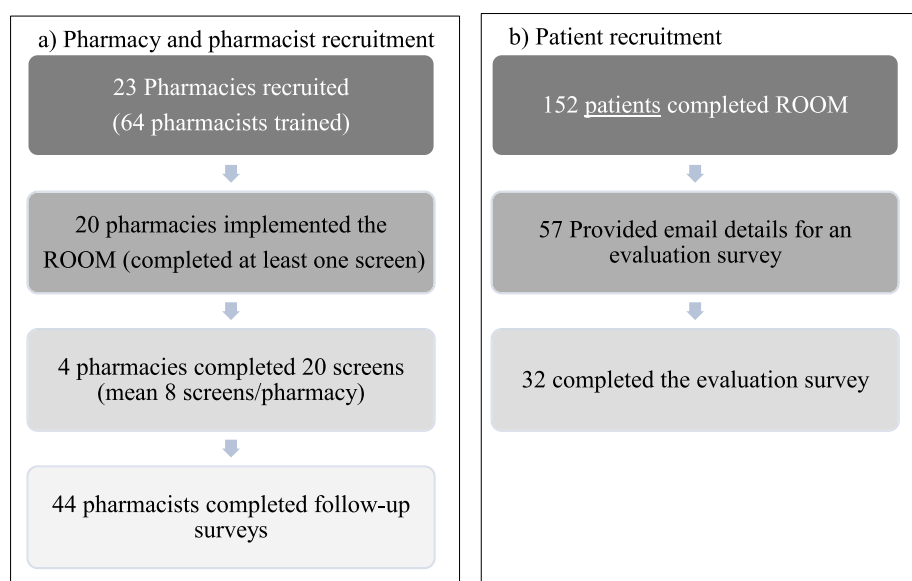 a) Pharmacy and pharmacist recruitment
23 Pharmacies recruited
(64 pharmacists trained)
20 pharmacies implemented the
ROOM (completed at least one screen)
4 pharmacies completed 20 screens
(mean 8 screens/pharmacy)
44 pharmacists completed follow-up
surveys
b) Patient recruitment
152 patients completed ROOM
57 Provided email details for an
evaluation survey
32 completed the evaluation survey